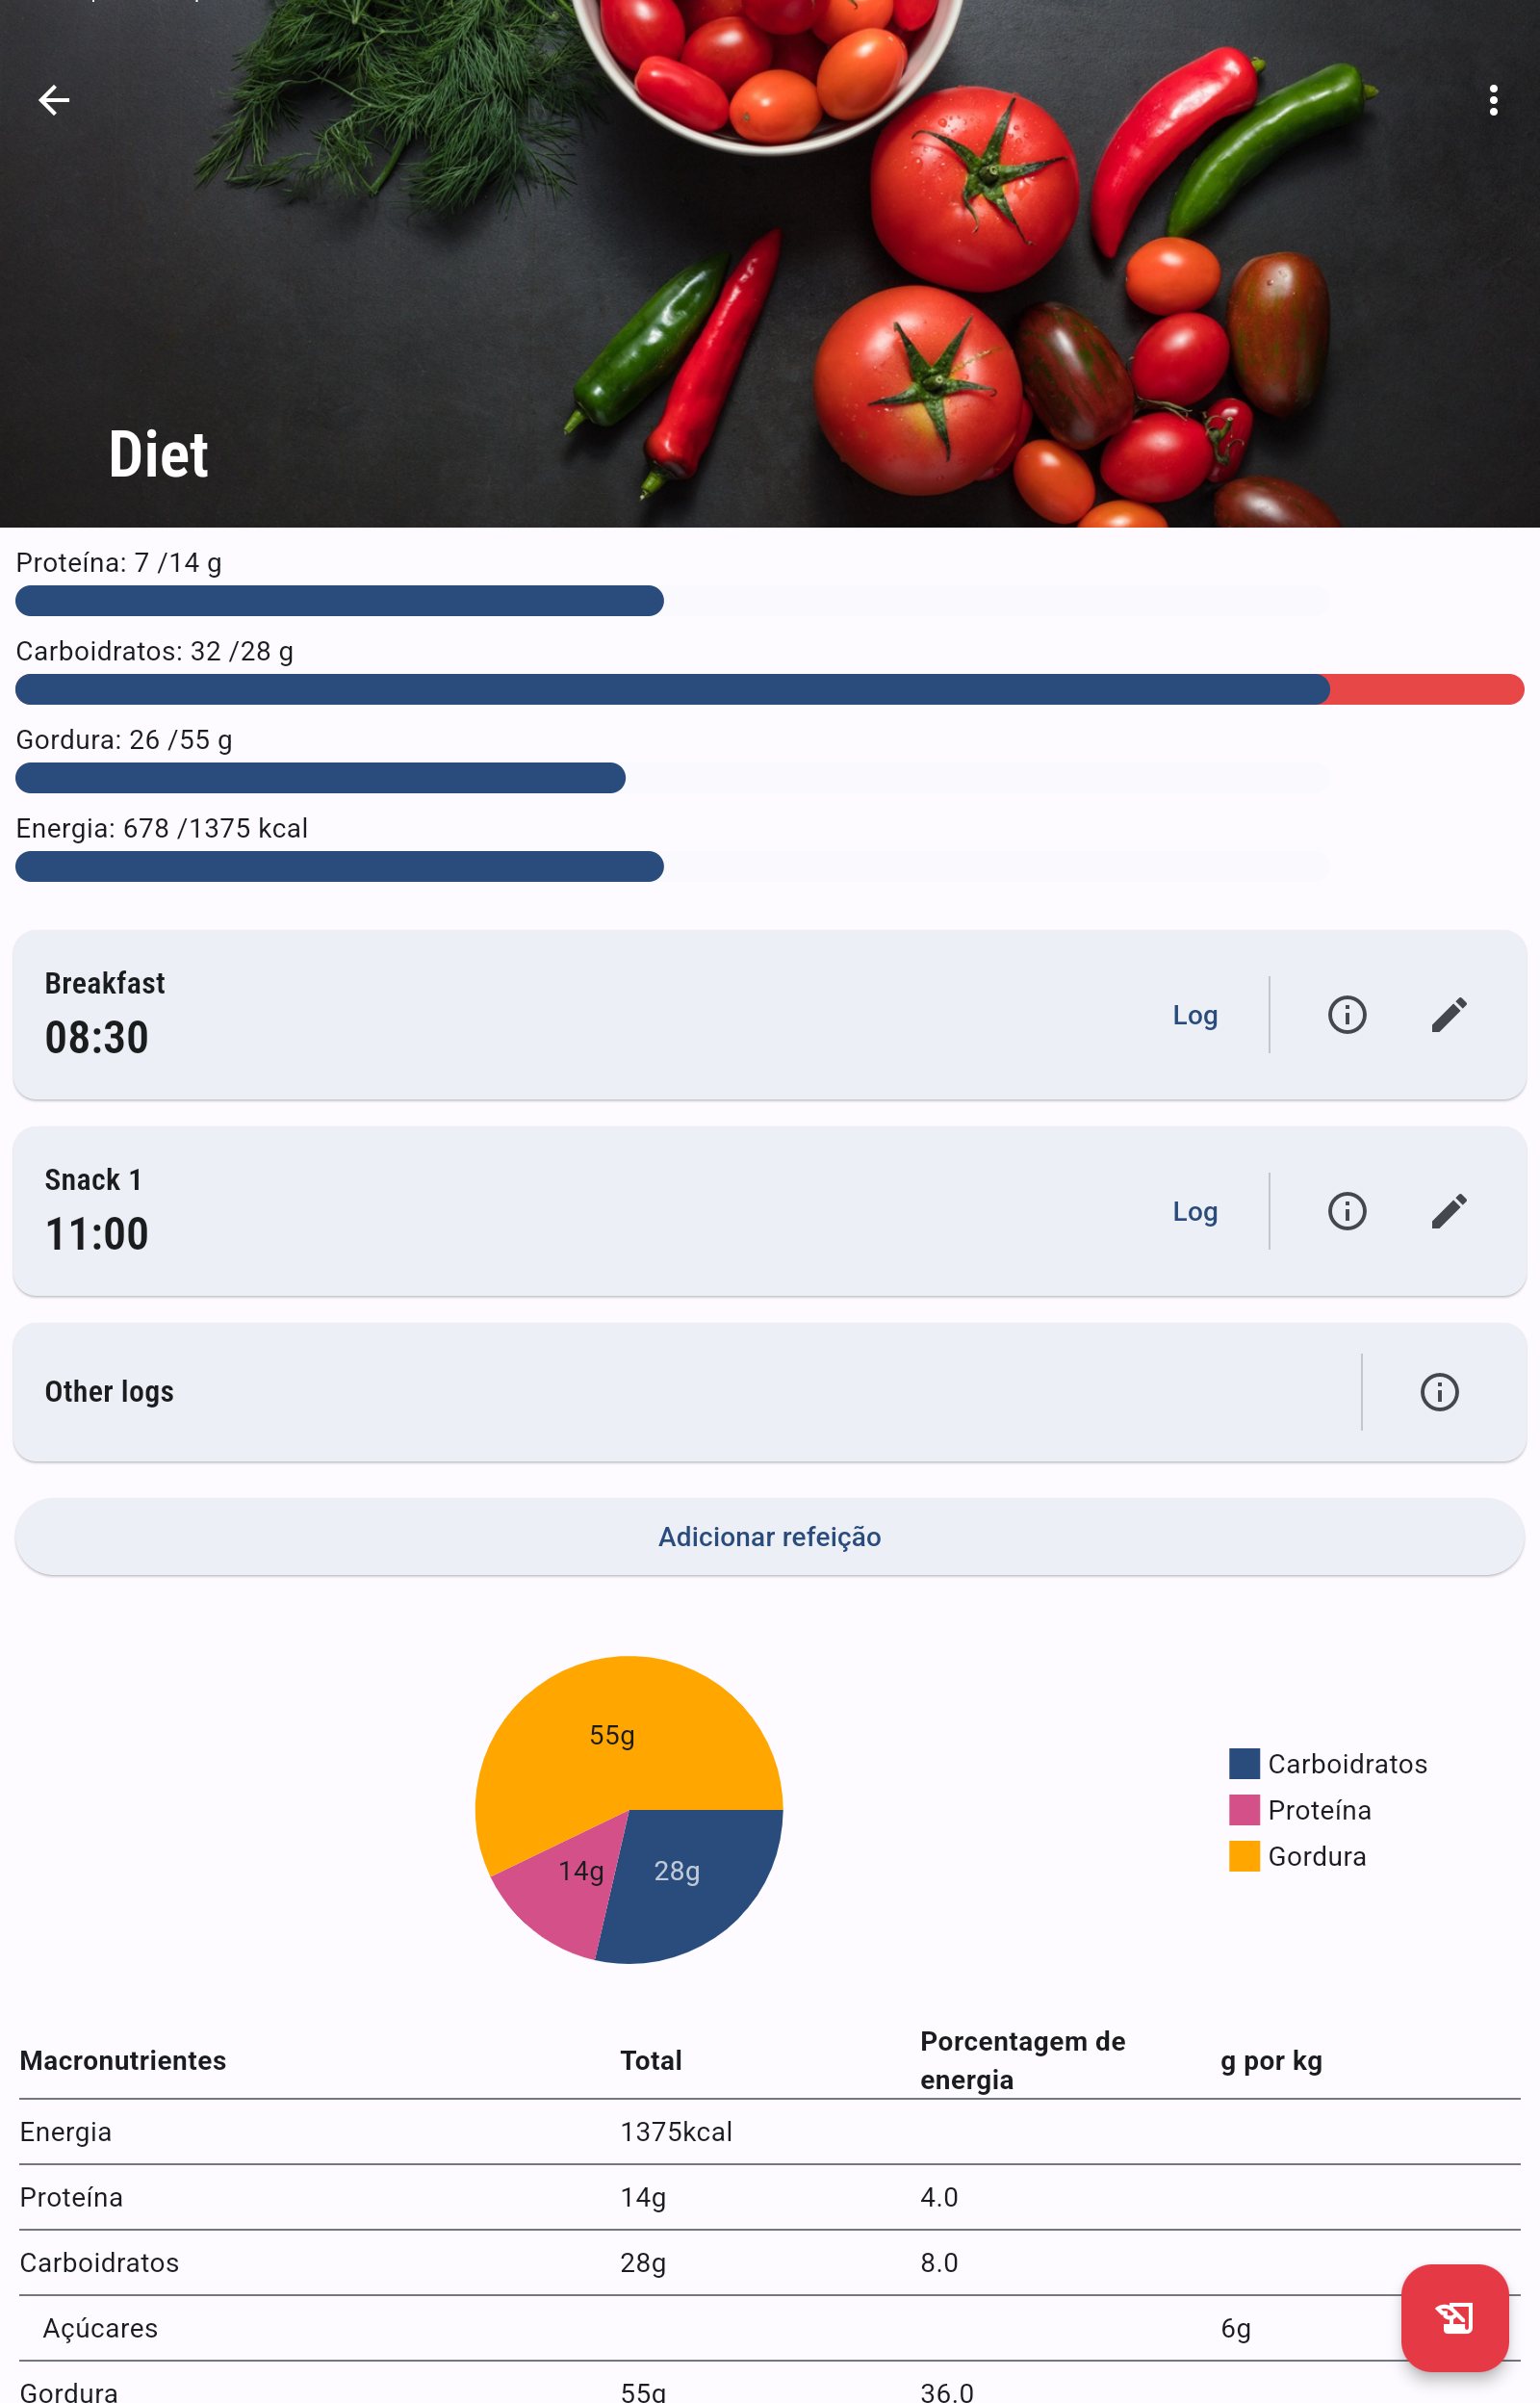 Diet
Proteína: 7 /14 g
Carboidratos: 32 /28 g
Gordura: 26 /55 g
Energia: 678 /1375 kcal
Breakfast
08:30
Log
Snack 1
11:00
Log
Other logs
Adicionar refeição
55g
14g
28g
Carboidratos
Proteína
Gordura
Macronutrientes Total Porcentagem de energia g por kg
Energia 1375kcal
Proteína 14g 4.0
Carboidratos 28g 8.0
Açúcares 6g
Gordura 55g 36.0